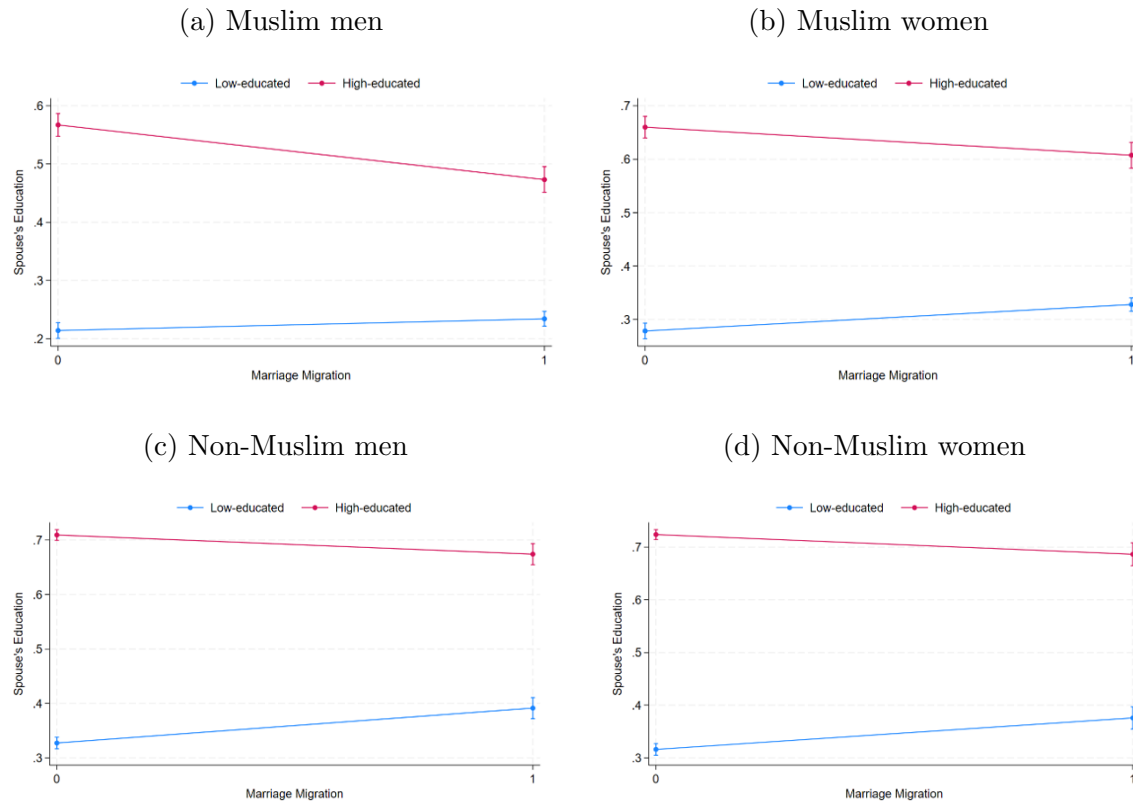 (a) Muslim men
Low-educated High-educated
.6
.5
.4
.3
.2
Spouse's Education
0 1
Marriage Migration
(b) Muslim women
Low-educated High-educated
.7
.6
.5
.4
.3
Spouse's Education
0 1
Marriage Migration
(c) Non-Muslim men
Low-educated High-educated
.7
.6
.5
.4
.3
Spouse's Education
0 1
Marriage Migration
(d) Non-Muslim women
Low-educated High-educated
.7
.6
.5
.4
.3
Spouse's Education
0 1
Marriage Migration